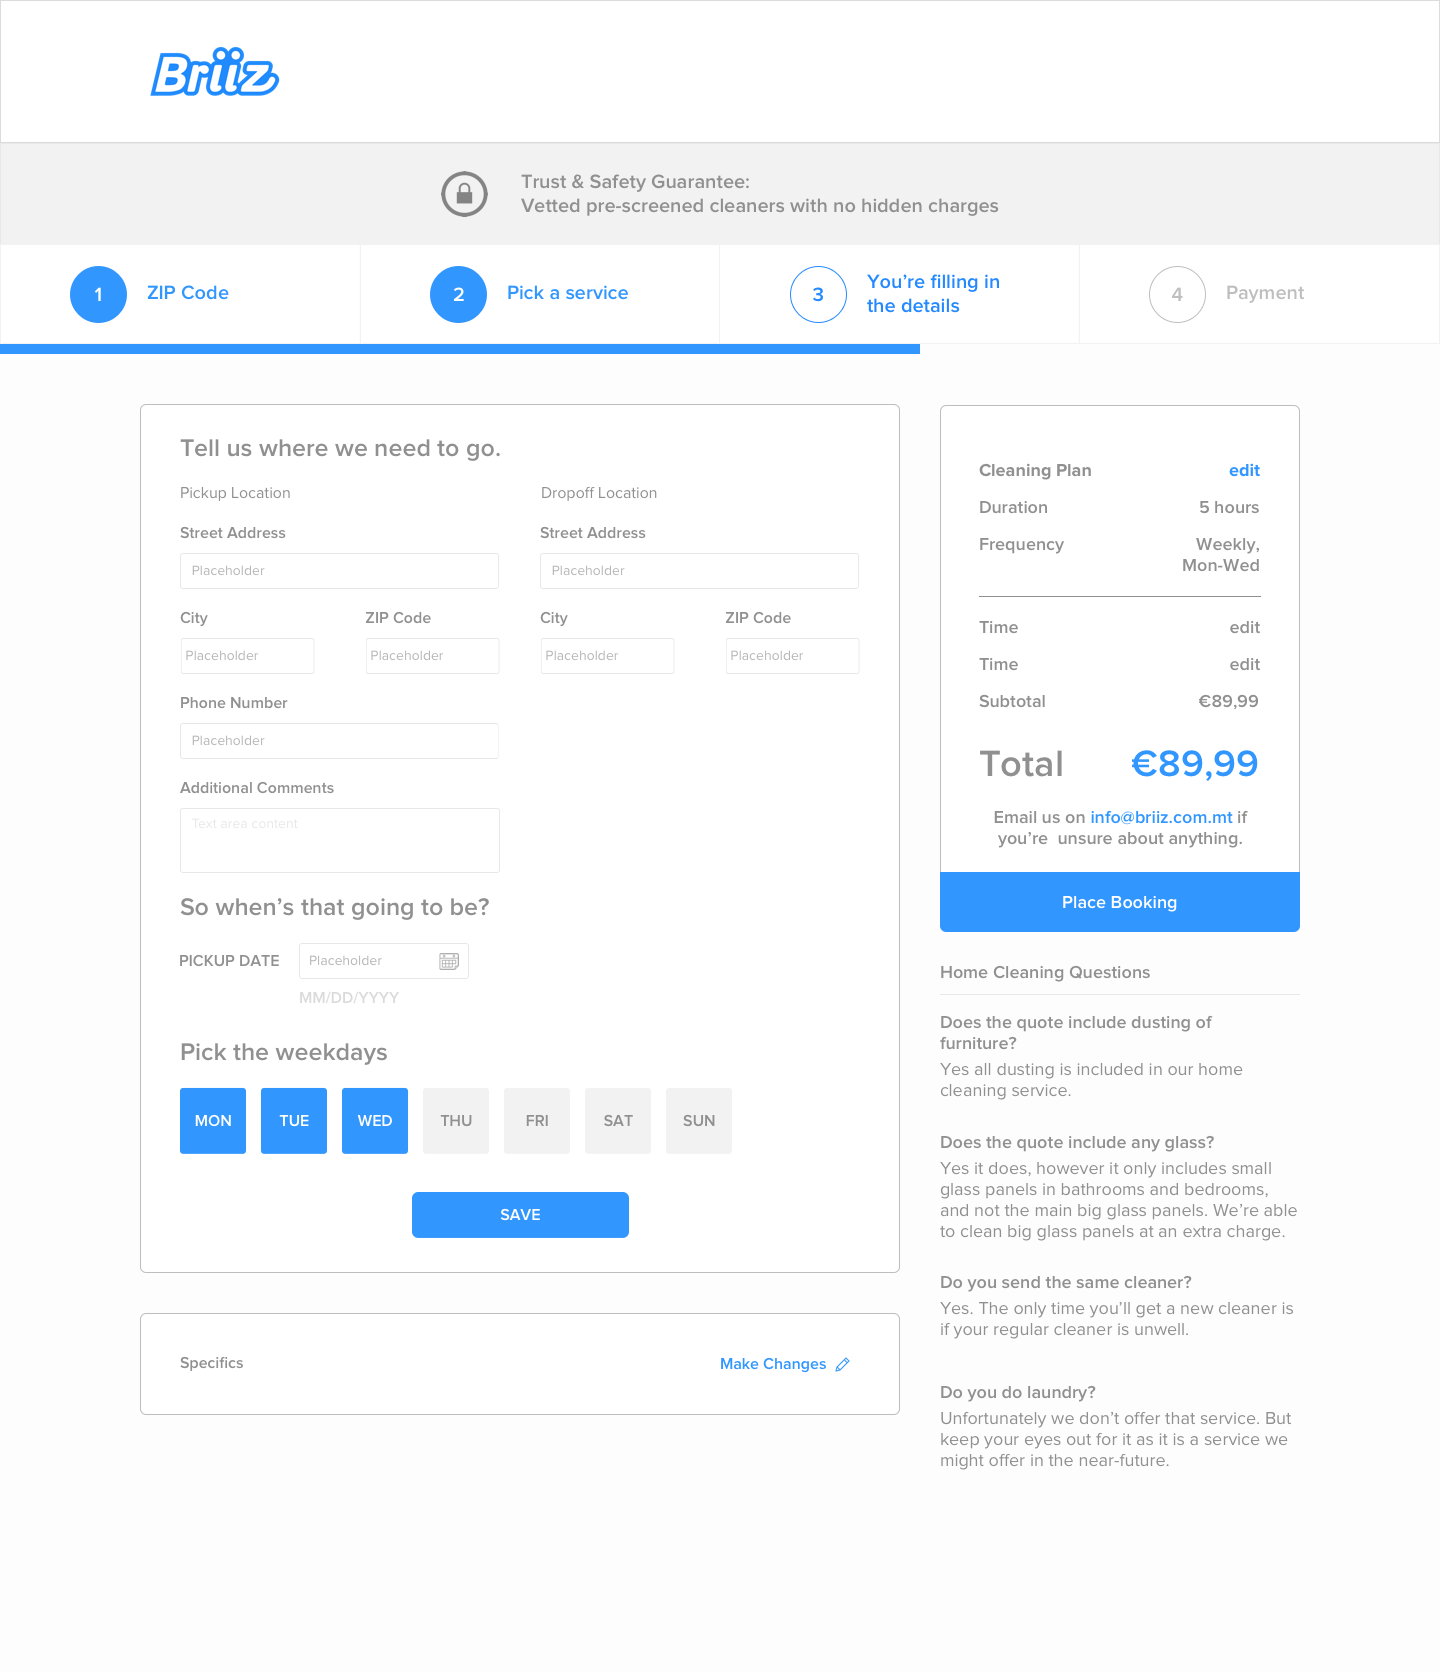 Briiz
Trust & Safety Guarantee:
Vetted pre-screened cleaners with no hidden charges
1 ZIP Code
2 Pick a service
3 You’re filling in
the details
4 Payment
Tell us where we need to go.
Pickup Location
Dropoff Location
Street Address
Street Address
Placeholder
Placeholder
City
ZIP Code
City
ZIP Code
Placeholder
Placeholder
Placeholder
Placeholder
Phone Number
Placeholder
Additional Comments
Text area content
So when’s that going to be?
PICKUP DATE
Placeholder
MM/DD/YYYY
Pick the weekdays
MON
TUE
WED
THU
FRI
SAT
SUN
SAVE
Specifics
Make Changes
Cleaning Plan
edit
Duration
5 hours
Frequency
Weekly,
Mon-Wed
Time
edit
Time
edit
Subtotal
€89,99
Total
€89,99
Email us on info@briiz.com.mt if
you’re  unsure about anything.
Place Booking
Home Cleaning Questions
Does the quote include dusting of
furniture?
Yes all dusting is included in our home
cleaning service.
Does the quote include any glass?
Yes it does, however it only includes small
glass panels in bathrooms and bedrooms,
and not the main big glass panels. We’re able
to clean big glass panels at an extra charge.
Do you send the same cleaner?
Yes. The only time you’ll get a new cleaner is
if your regular cleaner is unwell.
Do you do laundry?
Unfortunately we don’t offer that service. But
keep your eyes out for it as it is a service we
might offer in the near-future.